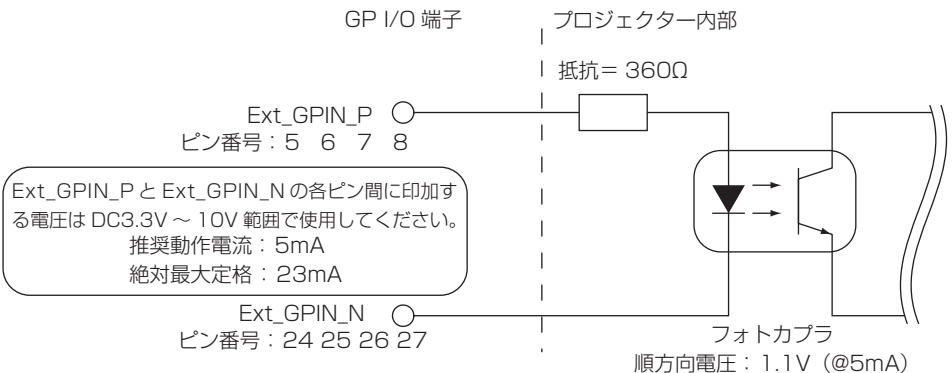 GP I/O 端子
プロジェクター内部
抵抗＝ 360Ω
Ext_GPIN_P
ピン番号：5 6 7 8
Ext_GPIN_P と Ext_GPIN_N の各ピン間に印加す
る電圧は DC3.3V ～ 10V 範囲で使用してください。
推奨動作電流：5mA
絶対最大定格：23mA
Ext_GPIN_N
ピン番号：24 25 26 27
フォトカプラ
順方向電圧：1.1V（@5mA）